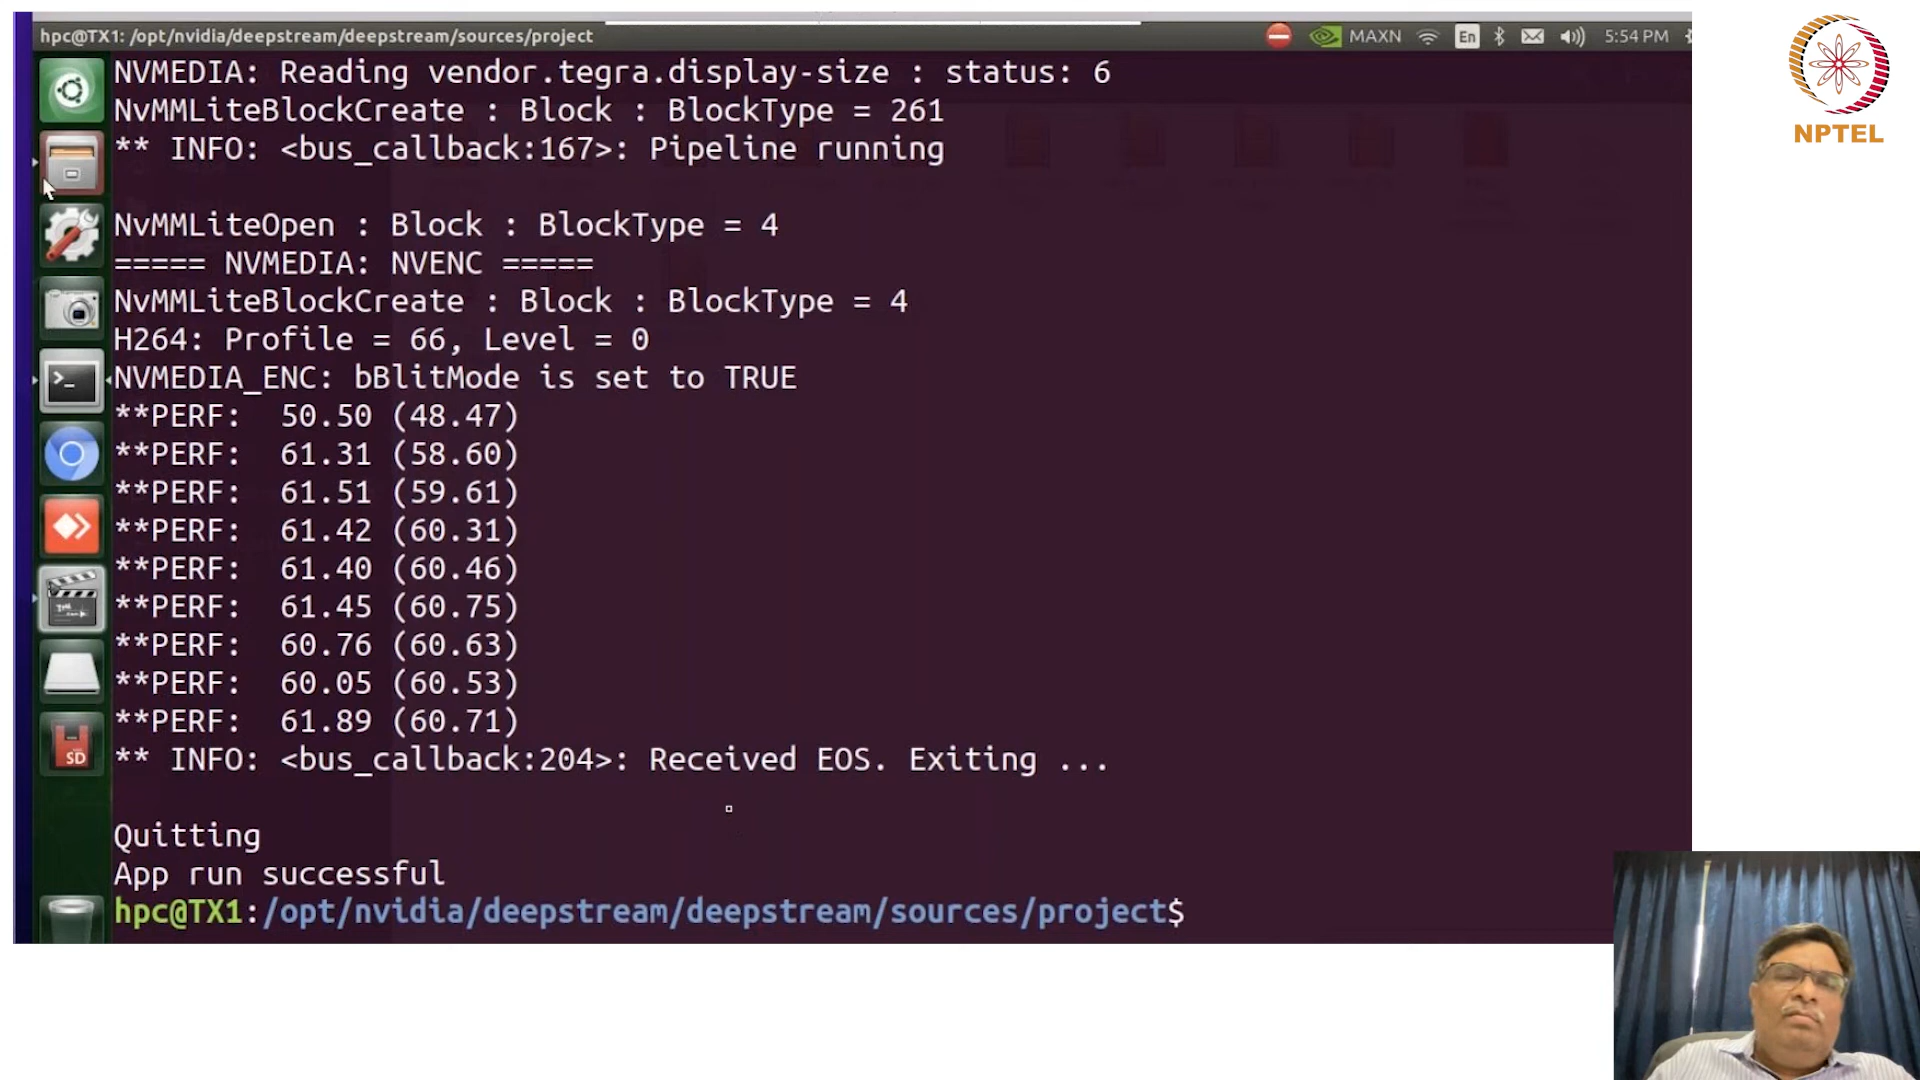 hpc@TX1: /opt/nvidia/deepstream/deepstream/sources/project
MAXN En 5:54 PM
NPTEL
NVMEDIA: Reading vendor.tegra.display-size : status: 6
NvMMLiteBlockCreate : Block : BlockType = 261
** INFO: <bus_callback:167>: Pipeline running
NvMMLiteOpen : Block : BlockType = 4
===== NVMEDIA: NVENC =====
NvMMLiteBlockCreate : Block : BlockType = 4
H264: Profile = 66, Level = 0
NVMEDIA_ENC: bBlitMode is set to TRUE
**PERF:  50.50 (48.47)
**PERF:  61.31 (58.60)
**PERF:  61.51 (59.61)
**PERF:  61.42 (60.31)
**PERF:  61.40 (60.46)
**PERF:  61.45 (60.75)
**PERF:  60.76 (60.63)
**PERF:  60.05 (60.53)
**PERF:  61.89 (60.71)
** INFO: <bus_callback:204>: Received EOS. Exiting ...
Quitting
App run successful
hpc@TX1:/opt/nvidia/deepstream/deepstream/sources/project$
>_
SD